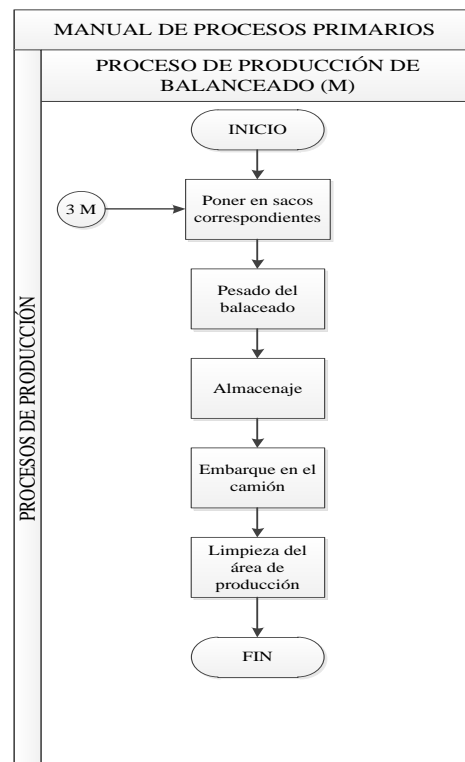 MANUAL DE PROCESOS PRIMARIOS
PROCESO DE PRODUCCIÓN DE
BALANCEADO (M)
PROCESOS DE PRODUCCIÓN
INICIO
3 M
Poner en sacos
correspondientes
Pesado del
balaceado
Almacenaje
Embarque en el
camión
Limpieza del
área de
producción
FIN